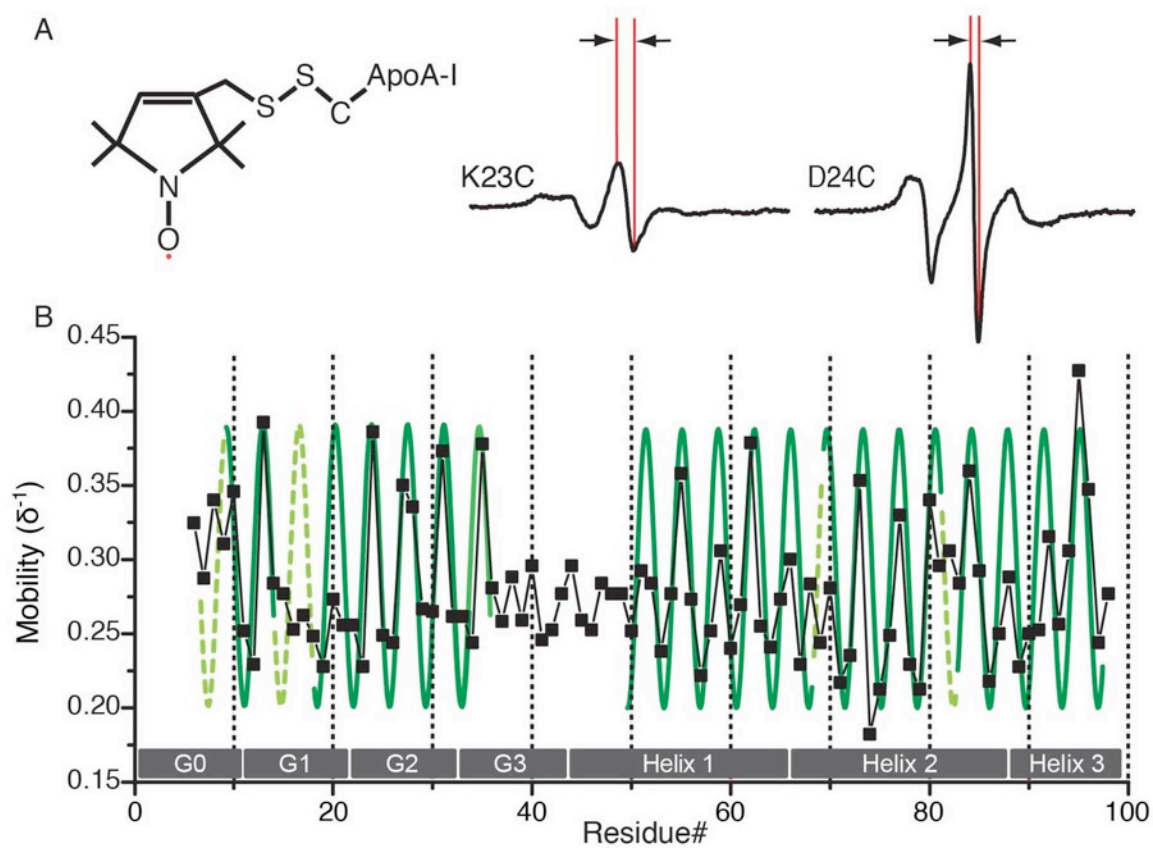 A
S
S
C
ApoA-I
N
O
K23C
D24C
B
Mobility (δ⁻¹)
0.45
0.40
0.35
0.30
0.25
0.20
0.15
G0 G1 G2 G3 Helix 1 Helix 2 Helix 3
0 20 40 60 80 100
Residue#